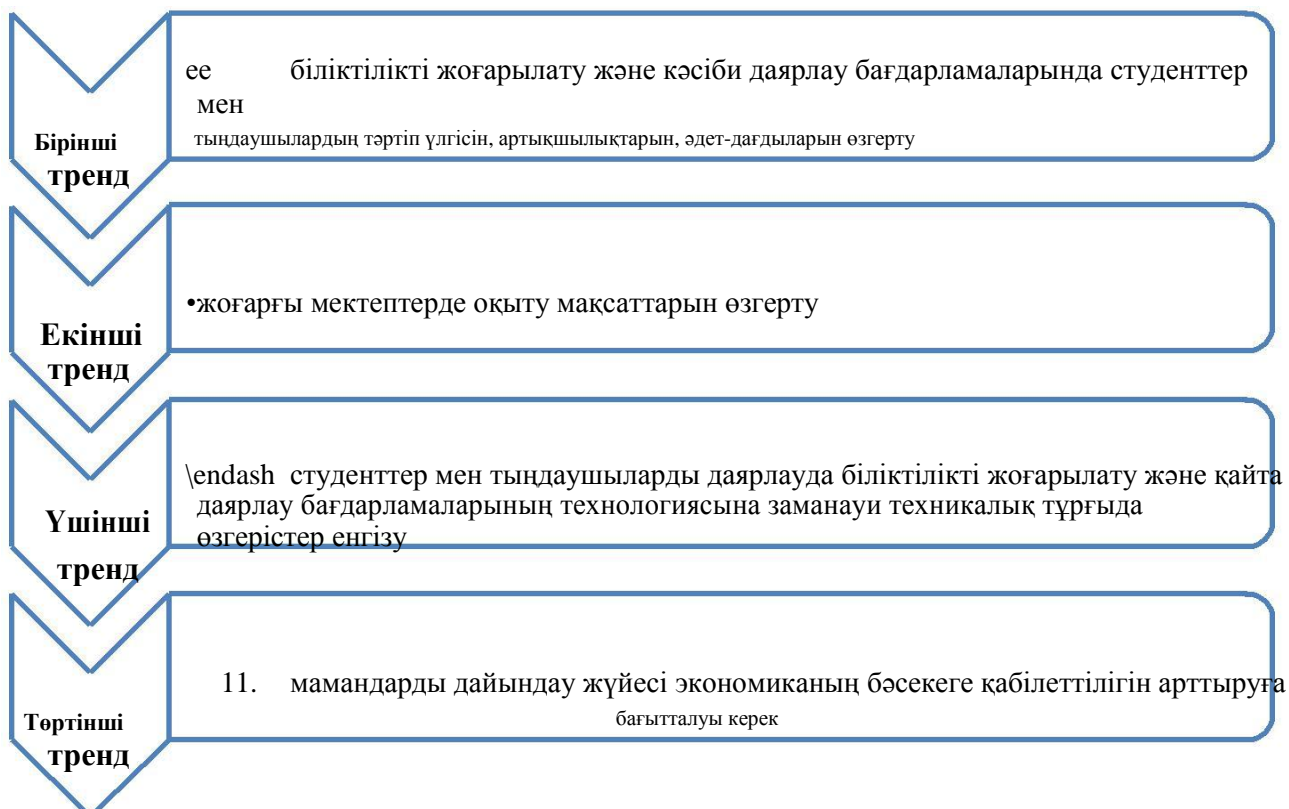 Бірінші
тренд
ee біліктілікті жоғарылату және кәсіби даярлау бағдарламаларында студенттер
мен
тыңдаушылардың тәртіп үлгісін, артықшылықтарын, әдет-дағдыларын өзгерту
Екінші
тренд
•жоғарғы мектептерде оқыту мақсаттарын өзгерту
Үшінші
тренд
\endash студенттер мен тыңдаушыларды даярлауда біліктілікті жоғарылату және қайта
даярлау бағдарламаларының технологиясына заманауи техникалық тұрғыда
өзгерістер енгізу
Төртінші
тренд
11. мамандарды дайындау жүйесі экономиканың бәсекеге қабілеттілігін арттыруға
бағытталуы керек